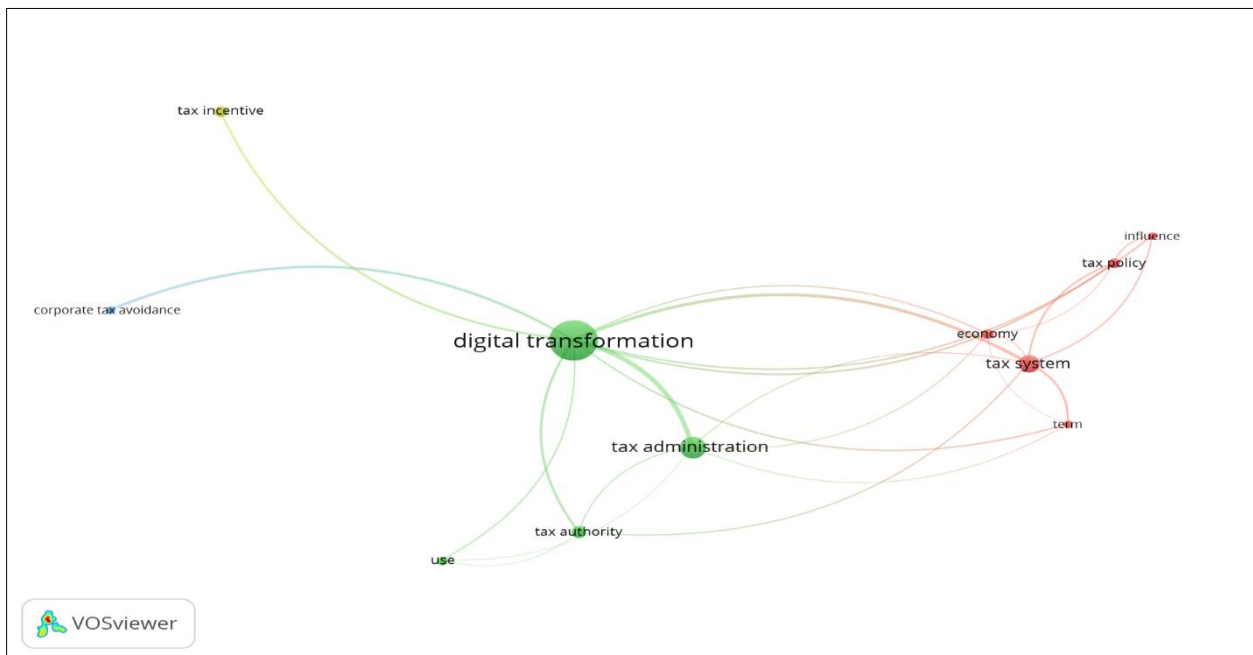 tax incentive
influence
tax policy
corporate tax avoidance
economy
digital transformation
tax system
term
tax administration
tax authority
use
VOSviewer